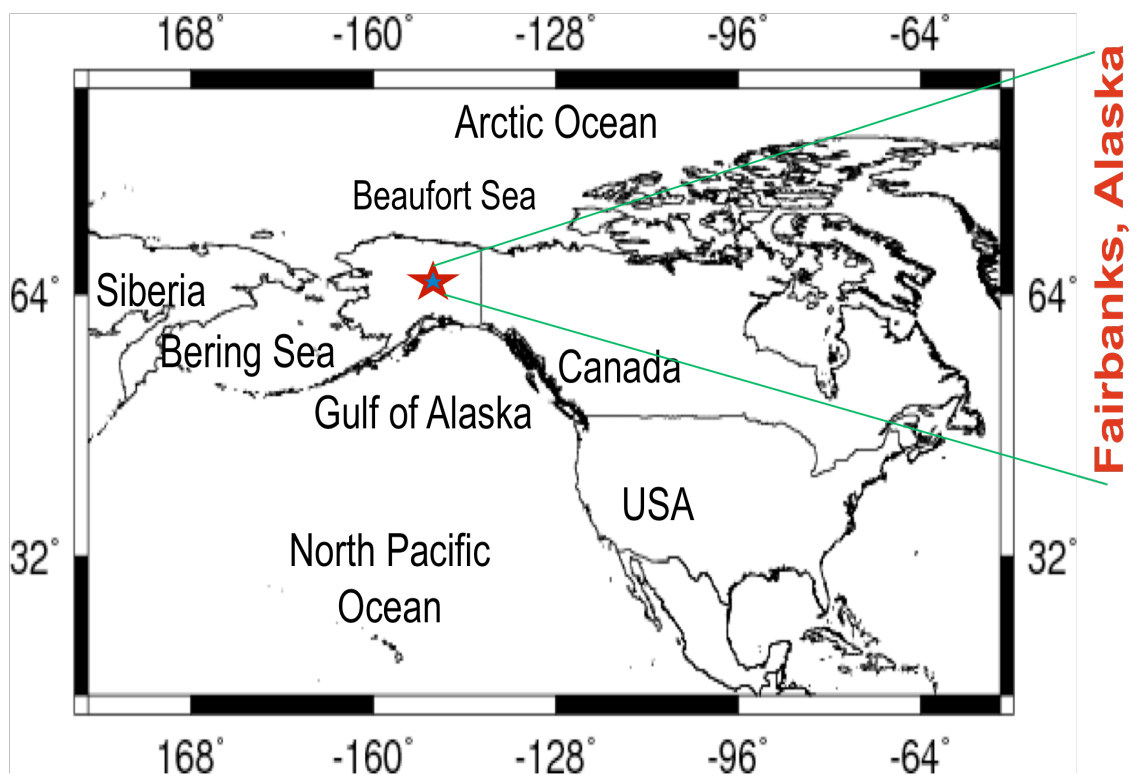 168° -160° -128° -96° -64°
Arctic Ocean
Beaufort Sea
64° Siberia 64°
Bering Sea
Canada
Gulf of Alaska
USA
32° 32°
North Pacific
Ocean
168° -160° -128° -96° -64°
Fairbanks, Alaska